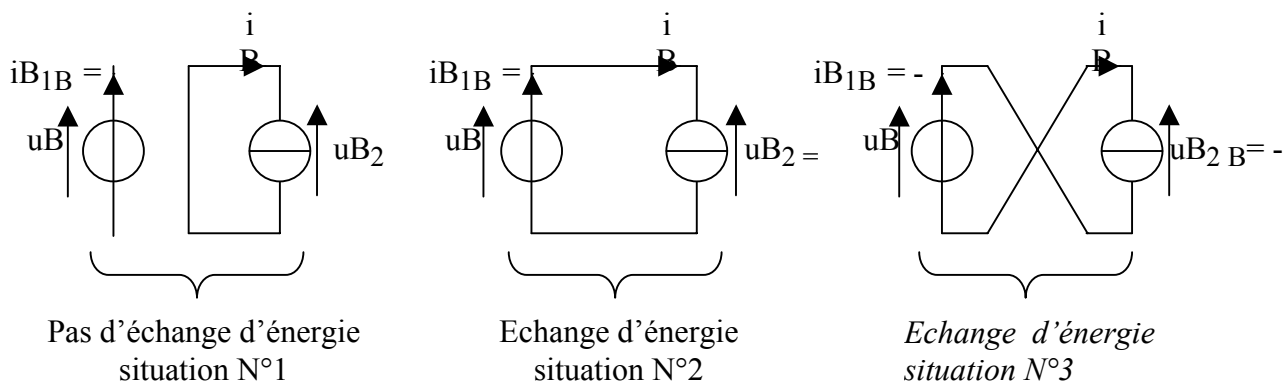 i
B
iB1B =
uB
uB2
Pas d’échange d’énergie
situation N°1
i
B
iB1B =
uB
uB2 =
Echange d’énergie
situation N°2
i
B
iB1B = -
uB
uB2 B= -
Echange d’énergie
situation N°3